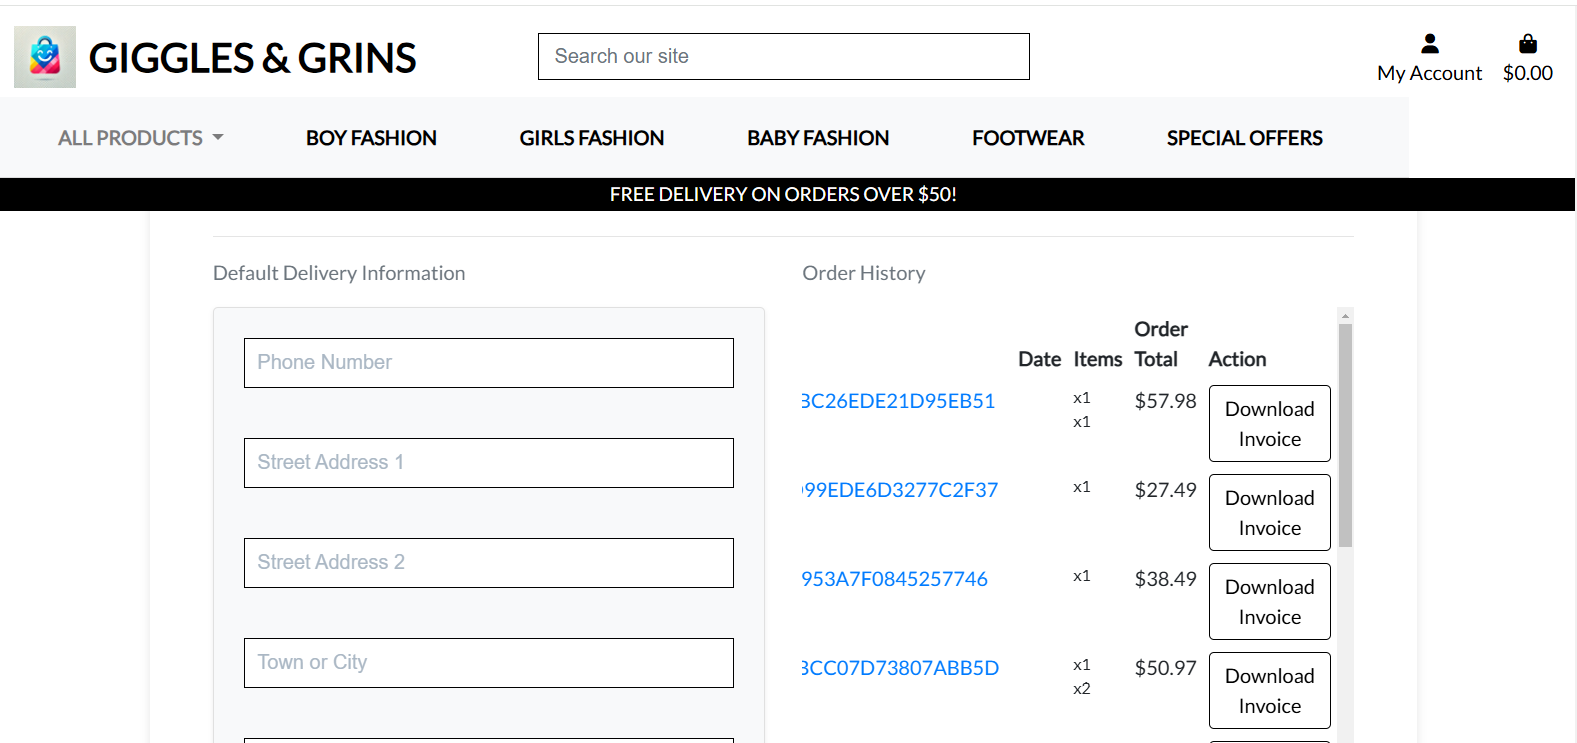 GIGGLES & GRINS
Search our site
My Account
$0.00
ALL PRODUCTS
BOY FASHION
GIRLS FASHION
BABY FASHION
FOOTWEAR
SPECIAL OFFERS
FREE DELIVERY ON ORDERS OVER $50!
Default Delivery Information
Phone Number
Street Address 1
Street Address 2
Town or City
Order History
Date Items Order Total Action
C26EDE21D95EB51 x1 x1 $57.98 Download Invoice
99EDE6D3277C2F37 x1 $27.49 Download Invoice
953A7F0845257746 x1 $38.49 Download Invoice
CC07D73807ABB5D x1 x2 $50.97 Download Invoice